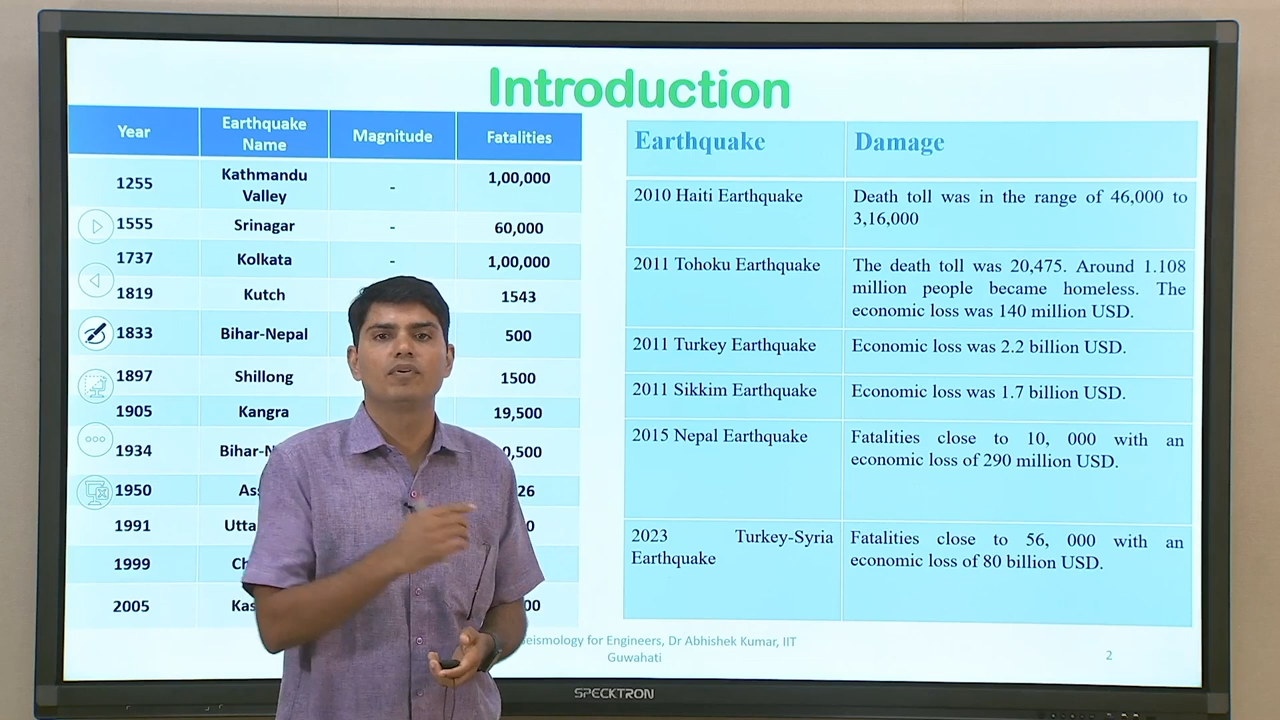 Introduction
Year Earthquake Name Magnitude Fatalities
1255 Kathmandu Valley - 1,00,000
1555 Srinagar - 60,000
1737 Kolkata - 1,00,000
1819 Kutch 1543
1833 Bihar-Nepal 500
1897 Shillong 1500
1905 Kangra 19,500
1934
1950
1991
1999
2005
Earthquake Damage
2010 Haiti Earthquake
Death toll was in the range of 46,000 to
3,16,000
2011 Tohoku Earthquake
The death toll was 20,475. Around 1.108
million people became homeless. The
economic loss was 140 million USD.
2011 Turkey Earthquake
Economic loss was 2.2 billion USD.
2011 Sikkim Earthquake
Economic loss was 1.7 billion USD.
2015 Nepal Earthquake
Fatalities close to 10, 000 with an
economic loss of 290 million USD.
2023 Turkey-Syria
Earthquake
Fatalities close to 56, 000 with an
economic loss of 80 billion USD.
Seismology for Engineers, Dr Abhishek Kumar, IIT
Guwahati
2
SPECKTRON